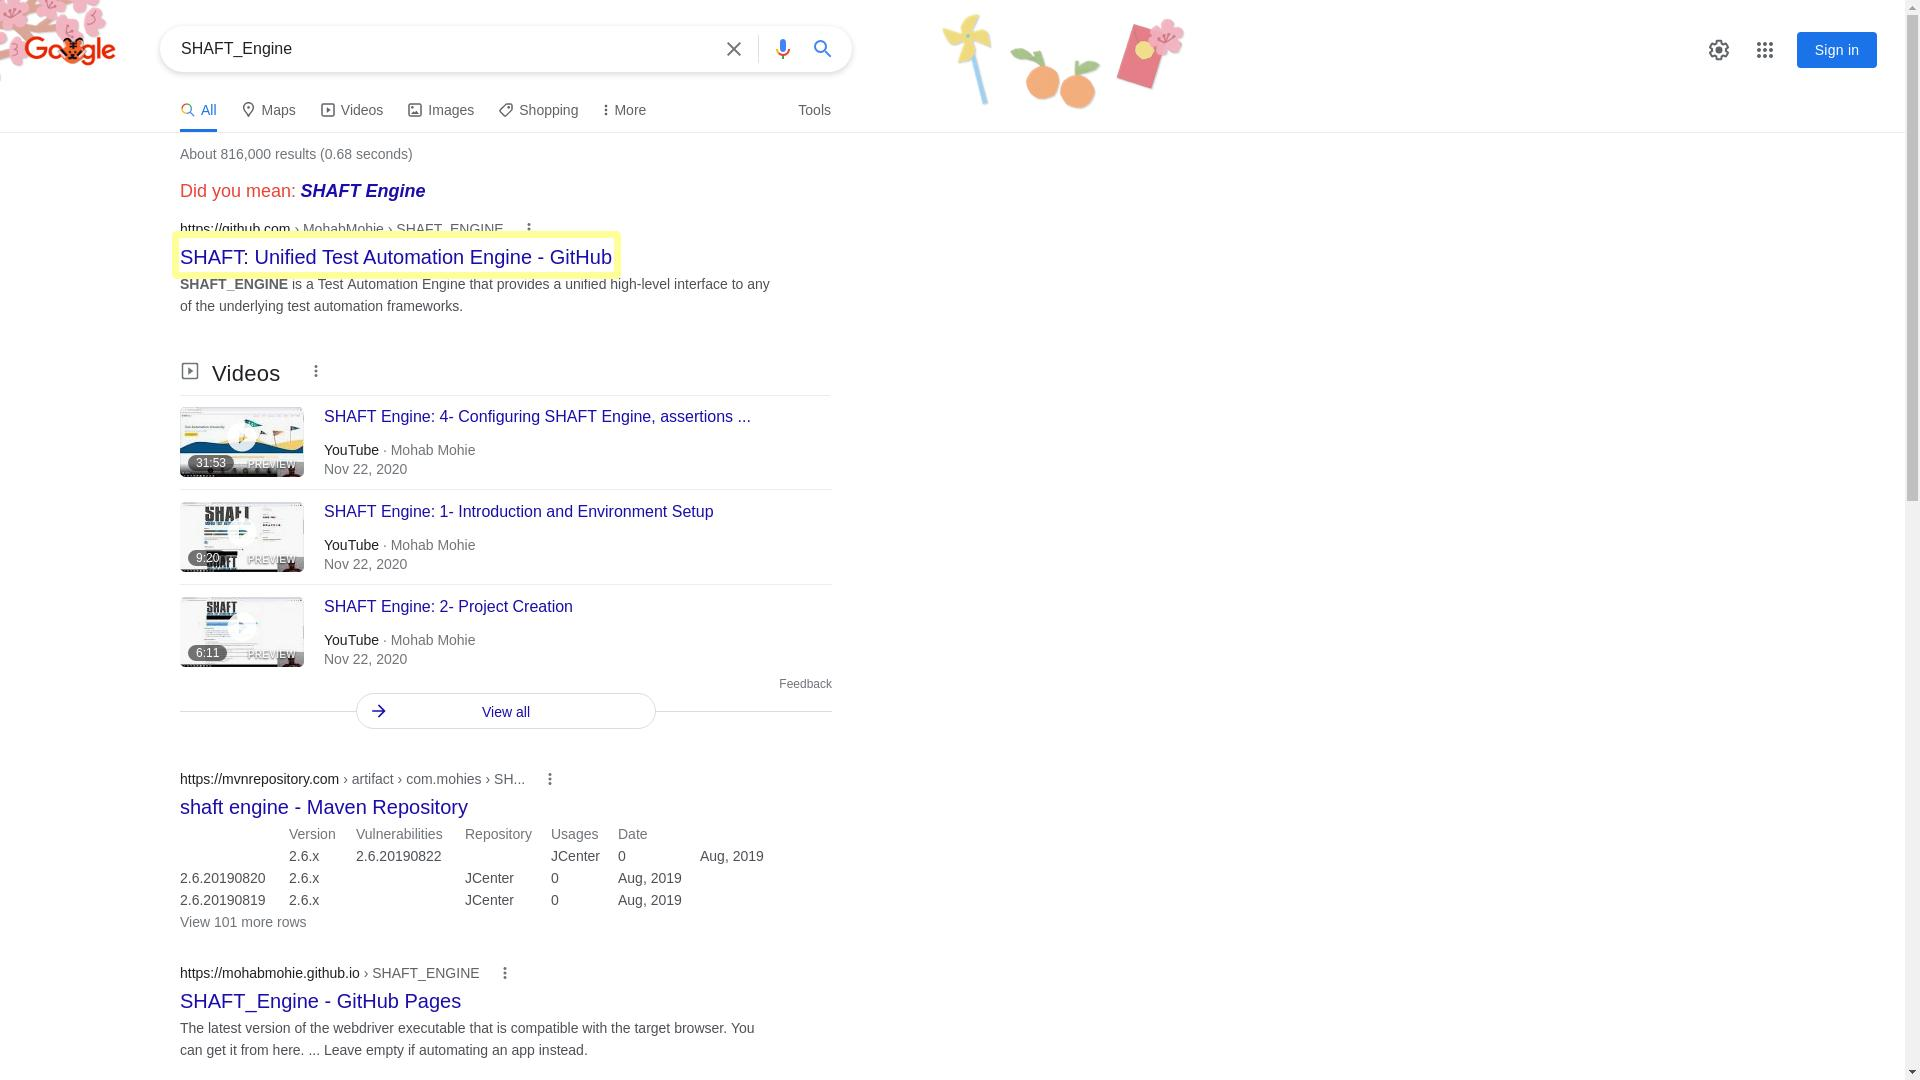 Google
SHAFT_Engine
Sign in
All
Maps
Videos
Images
Shopping
More
Tools
About 816,000 results (0.68 seconds)
Did you mean: SHAFT Engine
https://github.com › MohabMohie › SHAFT_ENGINE
SHAFT: Unified Test Automation Engine - GitHub
SHAFT_ENGINE is a Test Automation Engine that provides a unified high-level interface to any
of the underlying test automation frameworks.
Videos
SHAFT Engine: 4- Configuring SHAFT Engine, assertions ...
31:53
PREVIEW
YouTube · Mohab Mohie
Nov 22, 2020
SHAFT Engine: 1- Introduction and Environment Setup
SHAFT
9:20
PREVIEW
YouTube · Mohab Mohie
Nov 22, 2020
SHAFT Engine: 2- Project Creation
SHAFT
6:11
PREVIEW
YouTube · Mohab Mohie
Nov 22, 2020
Feedback
View all
https://mvnrepository.com › artifact › com.mohies › SH...
shaft engine - Maven Repository
Version Vulnerabilities Repository Usages Date
2.6.x 2.6.20190822 JCenter 0 Aug, 2019
2.6.20190820 2.6.x JCenter 0 Aug, 2019
2.6.20190819 2.6.x JCenter 0 Aug, 2019
View 101 more rows
https://mohabmohie.github.io › SHAFT_ENGINE
SHAFT_Engine - GitHub Pages
The latest version of the webdriver executable that is compatible with the target browser. You
can get it from here. ... Leave empty if automating an app instead.